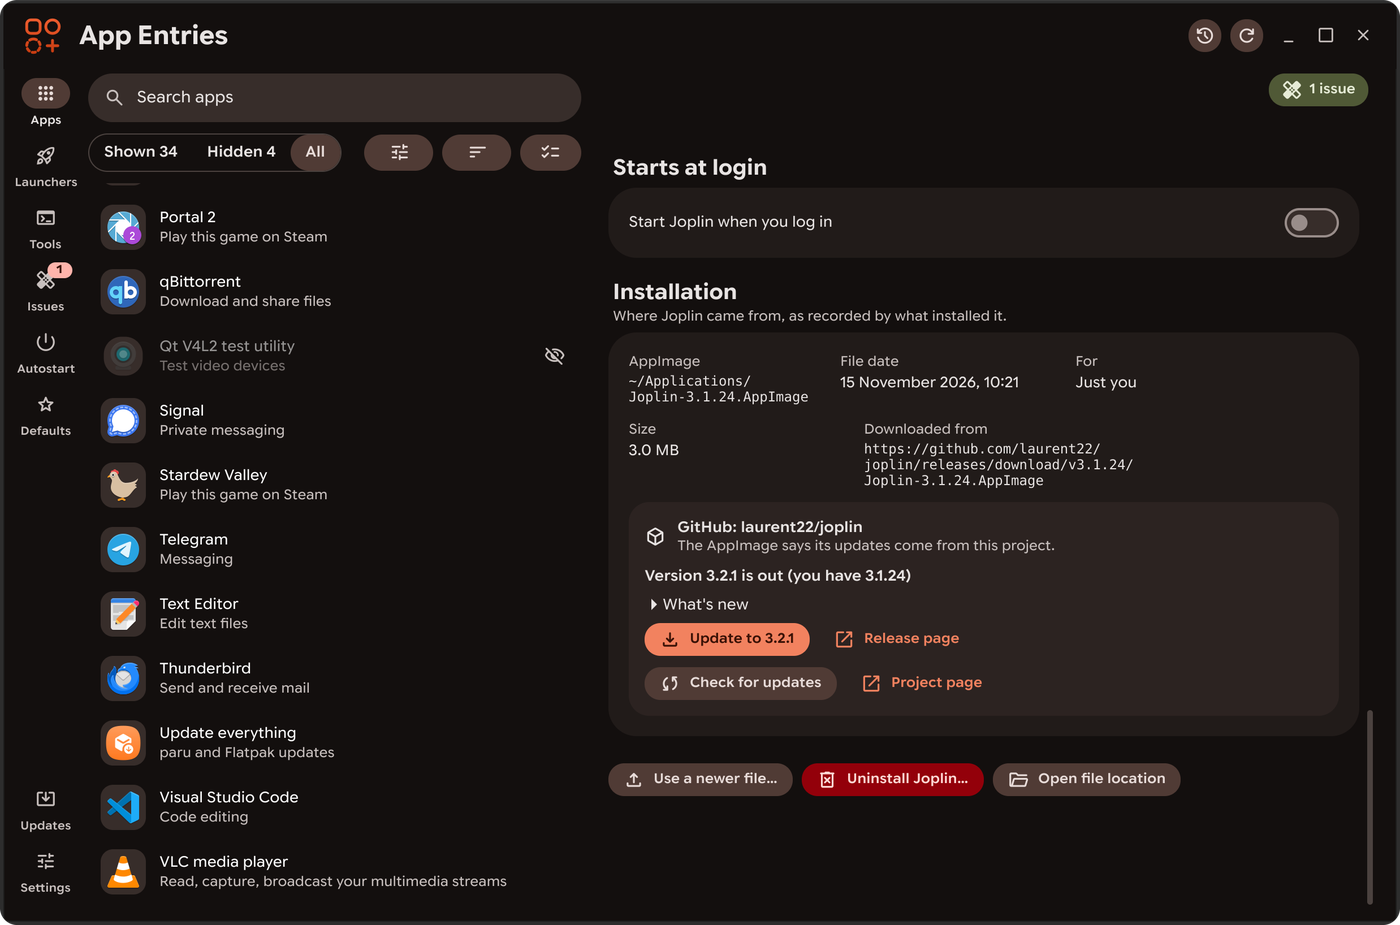 App Entries
Search apps
1 issue
Apps
Shown 34
Hidden 4
All
Launchers
Tools
1
Issues
Autostart
Defaults
Updates
Settings
Portal 2
Play this game on Steam
2
qBittorrent
Download and share files
qb
Qt V4L2 test utility
Test video devices
Signal
Private messaging
Stardew Valley
Play this game on Steam
Telegram
Messaging
Text Editor
Edit text files
Thunderbird
Send and receive mail
Update everything
paru and Flatpak updates
Visual Studio Code
Code editing
VLC media player
Read, capture, broadcast your multimedia streams
Starts at login
Start Joplin when you log in
Installation
Where Joplin came from, as recorded by what installed it.
AppImage
~/Applications/
Joplin-3.1.24.AppImage
File date
15 November 2026, 10:21
For
Just you
Size
3.0 MB
Downloaded from
https://github.com/laurent22/
joplin/releases/download/v3.1.24/
Joplin-3.1.24.AppImage
GitHub: laurent22/joplin
The AppImage says its updates come from this project.
Version 3.2.1 is out (you have 3.1.24)
What's new
Update to 3.2.1
Release page
Check for updates
Project page
Use a newer file...
Uninstall Joplin...
Open file location